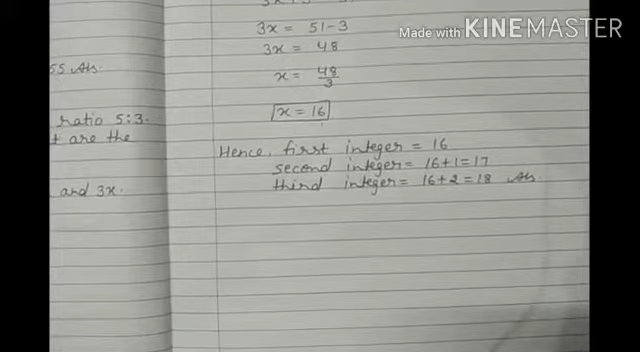 55 Ans.
ratio 5:3.
t are the
and 3x.
3x = 51-3
3x = 48
x = 48/3
x = 16
Hence, first integer = 16
second integer = 16+1=17
third integer = 16+2=18 Ans.
Made with KINEMASTER